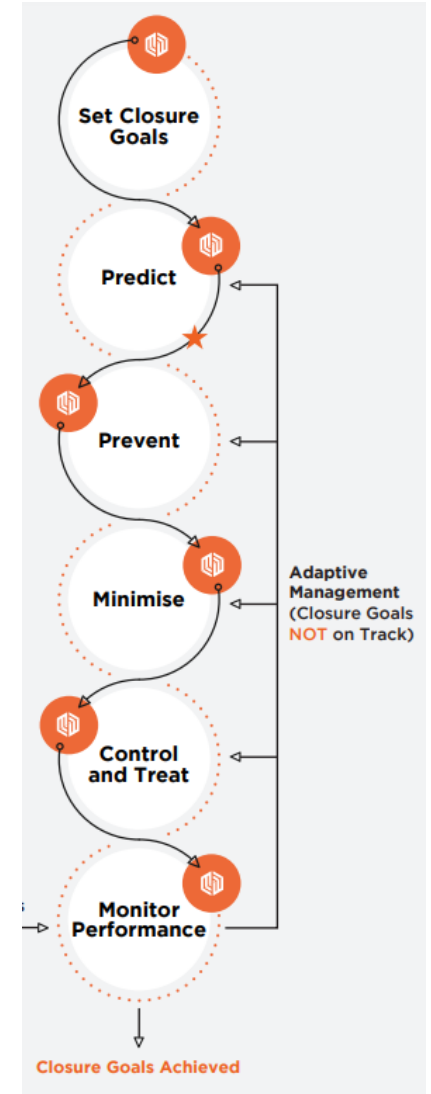 Set Closure
Goals
Predict
Prevent
Minimise
Adaptive
Management
(Closure Goals
NOT on Track)
Control
and Treat
s
Monitor
Performance
Closure Goals Achieved